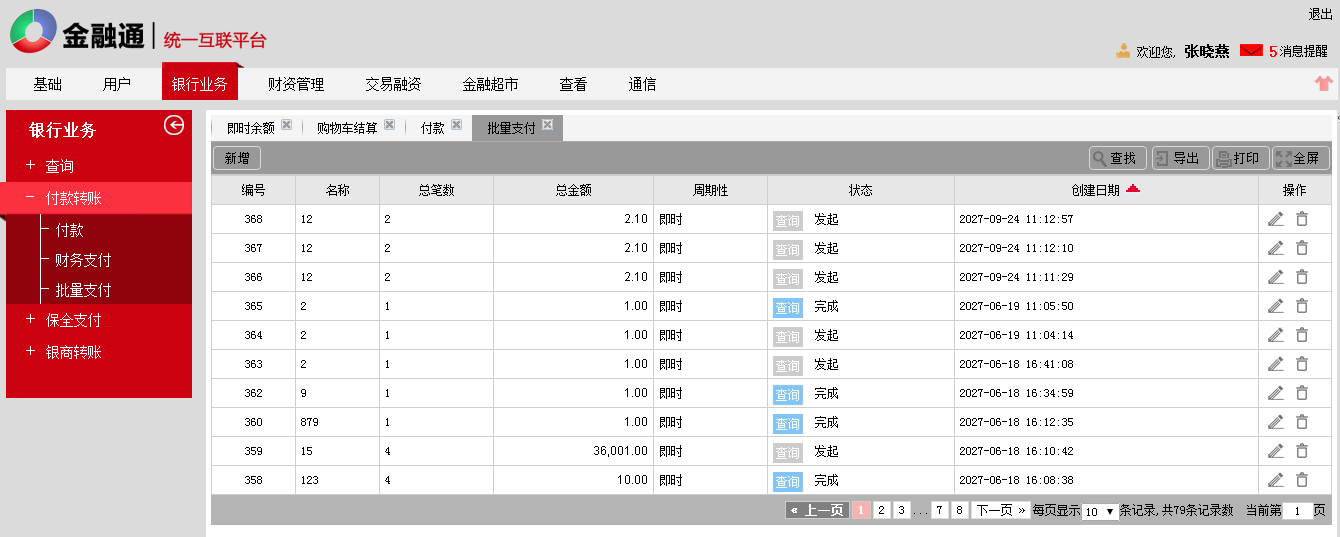 退出
金融通 | 统一互联平台
欢迎您, 张晓燕 5 消息提醒
基础 用户 银行业务 财资管理 交易融资 金融超市 查看 通信
银行业务
+ 查询
− 付款转账
付款
财务支付
批量支付
+ 保全支付
+ 银商转账
即时余额 购物车结算 付款 批量支付
新增 查找 导出 打印 全屏
编号 名称 总笔数 总金额 周期性 状态 创建日期 操作
368 12 2 2.10 即时 查询 发起 2027-09-24 11:12:57
367 12 2 2.10 即时 查询 发起 2027-09-24 11:12:10
366 12 2 2.10 即时 查询 发起 2027-09-24 11:11:29
365 2 1 1.00 即时 查询 完成 2027-06-19 11:05:50
364 2 1 1.00 即时 查询 发起 2027-06-19 11:04:14
363 2 1 1.00 即时 查询 发起 2027-06-18 16:41:08
362 9 1 1.00 即时 查询 完成 2027-06-18 16:34:59
360 879 1 1.00 即时 查询 完成 2027-06-18 16:12:35
359 15 4 36,001.00 即时 查询 发起 2027-06-18 16:10:42
358 123 4 10.00 即时 查询 完成 2027-06-18 16:08:38
« 上一页 1 2 3 ... 7 8 下一页 » 每页显示 10 条记录, 共79条记录数 当前第 1 页